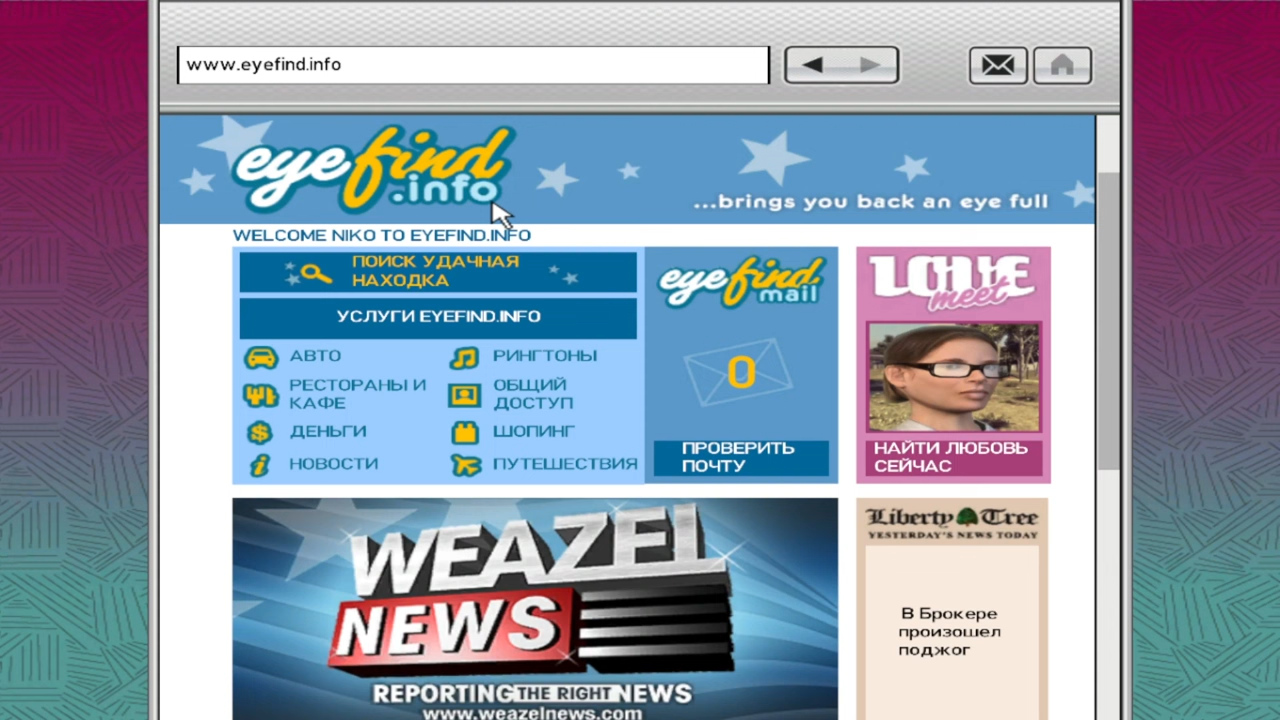 www.eyefind.info
eyefind
.info
...brings you back an eye full
WELCOME NIKO TO EYEFIND.INFO
ПОИСК УДАЧНАЯ
НАХОДКА
УСЛУГИ EYEFIND.INFO
АВТО
РИНГТОНЫ
РЕСТОРАНЫ И
КАФЕ
ОБЩИЙ
ДОСТУП
ДЕНЬГИ
ШОПИНГ
НОВОСТИ
ПУТЕШЕСТВИЯ
eyefind
mail
0
ПРОВЕРИТЬ
ПОЧТУ
LOVE
meet
НАЙТИ ЛЮБОВЬ
СЕЙЧАС
WEAZEL
NEWS
REPORTING THE RIGHT NEWS
www.weazelnews.com
Liberty Tree
YESTERDAY'S NEWS TODAY
В Брокере
произошел
поджог